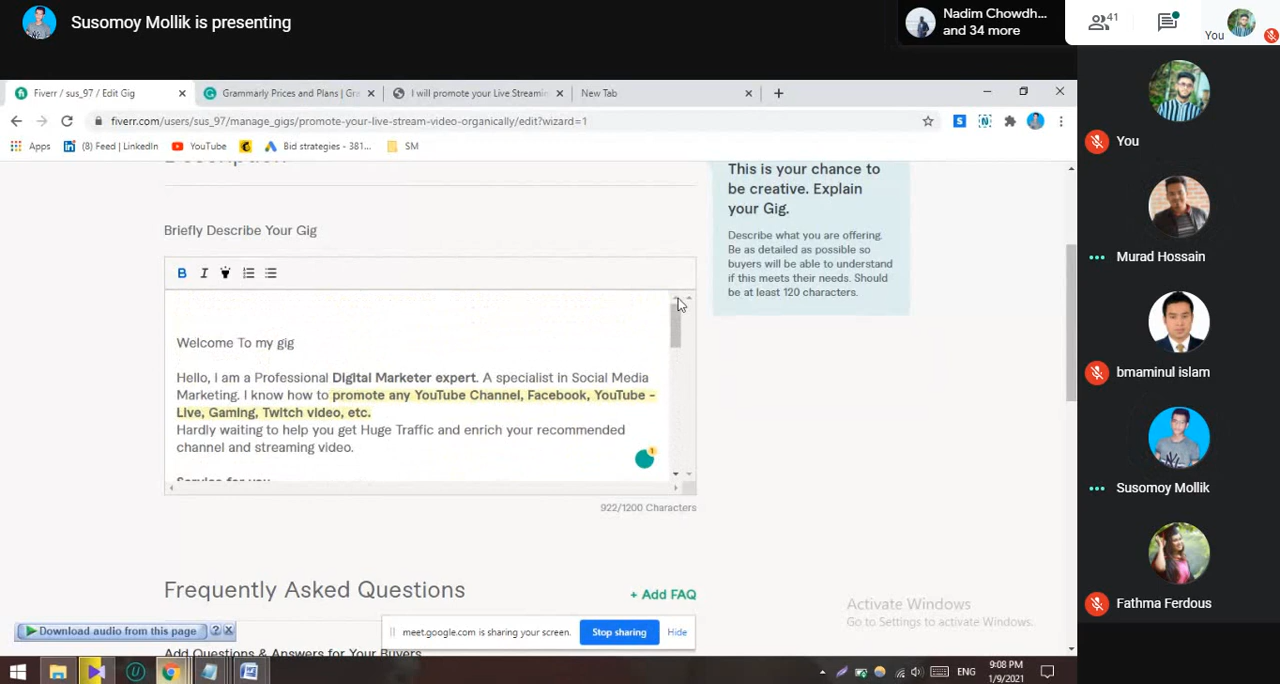 Susomoy Mollik is presenting
Nadim Chowdh...
and 34 more
41
You
Fiverr / sus_97 / Edit Gig
Grammarly Prices and Plans | Gra
I will promote your Live Streamin
New Tab
fiverr.com/users/sus_97/manage_gigs/promote-your-live-stream-video-organically/edit?wizard=1
Apps
(8) Feed | LinkedIn
YouTube
Bid strategies - 381...
SM
This is your chance to
be creative. Explain
your Gig.
Describe what you are offering.
Be as detailed as possible so
buyers will be able to understand
if this meets their needs. Should
be at least 120 characters.
Briefly Describe Your Gig
B I
Welcome To my gig
Hello, I am a Professional Digital Marketer expert. A specialist in Social Media
Marketing. I know how to promote any YouTube Channel, Facebook, YouTube -
Live, Gaming, Twitch video, etc.
Hardly waiting to help you get Huge Traffic and enrich your recommended
channel and streaming video.
Service for you
1
922/1200 Characters
Frequently Asked Questions
+ Add FAQ
Add Questions & Answers for Your Buyers
Download audio from this page
meet.google.com is sharing your screen.
Stop sharing
Hide
Activate Windows
Go to Settings to activate Windows.
ENG
9:08 PM
1/9/2021
You
Murad Hossain
bmaminul islam
Susomoy Mollik
Fathma Ferdous